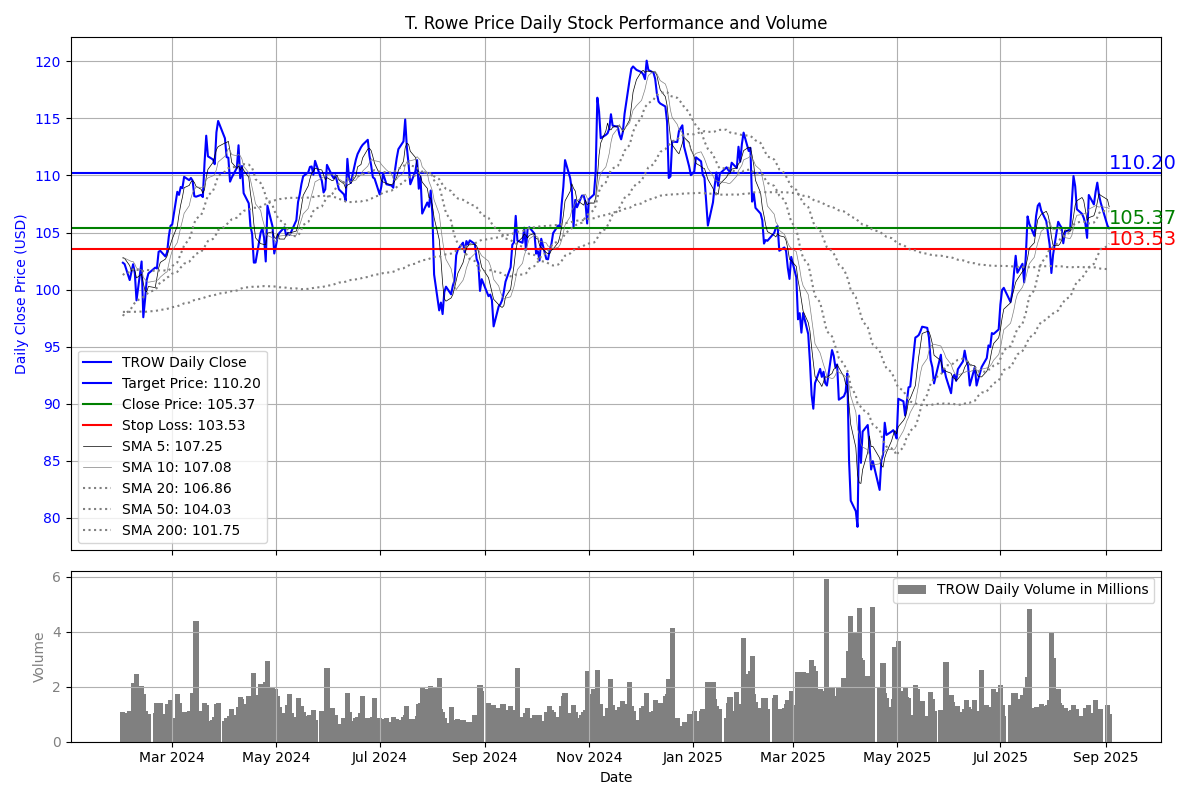 T. Rowe Price Daily Stock Performance and Volume
Daily Close Price (USD)
120
115
110
105
100
95
90
85
80
110.20
105.37
103.53
TROW Daily Close
Target Price: 110.20
Close Price: 105.37
Stop Loss: 103.53
SMA 5: 107.25
SMA 10: 107.08
SMA 20: 106.86
SMA 50: 104.03
SMA 200: 101.75
Volume
6
4
2
0
TROW Daily Volume in Millions
Mar 2024 May 2024 Jul 2024 Sep 2024 Nov 2024 Jan 2025 Mar 2025 May 2025 Jul 2025 Sep 2025
Date